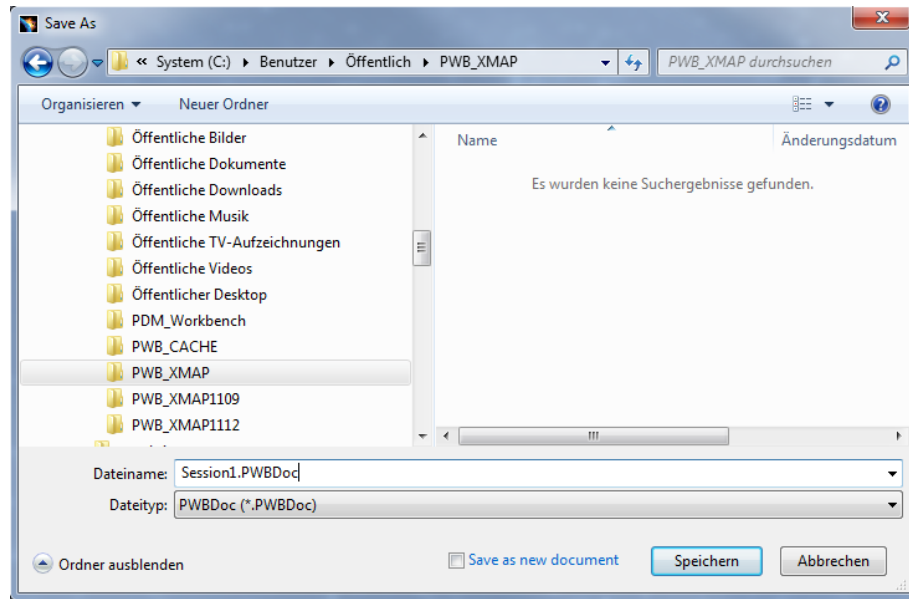 Save As
« System (C:) ▸ Benutzer ▸ Öffentlich ▸ PWB_XMAP
PWB_XMAP durchsuchen
Organisieren
Neuer Ordner
Öffentliche Bilder
Öffentliche Dokumente
Öffentliche Downloads
Öffentliche Musik
Öffentliche TV-Aufzeichnungen
Öffentliche Videos
Öffentlicher Desktop
PDM_Workbench
PWB_CACHE
PWB_XMAP
PWB_XMAP1109
PWB_XMAP1112
Name
Änderungsdatum
Es wurden keine Suchergebnisse gefunden.
Dateiname: Session1.PWBDoc
Dateityp: PWBDoc (*.PWBDoc)
Ordner ausblenden
Save as new document
Speichern
Abbrechen